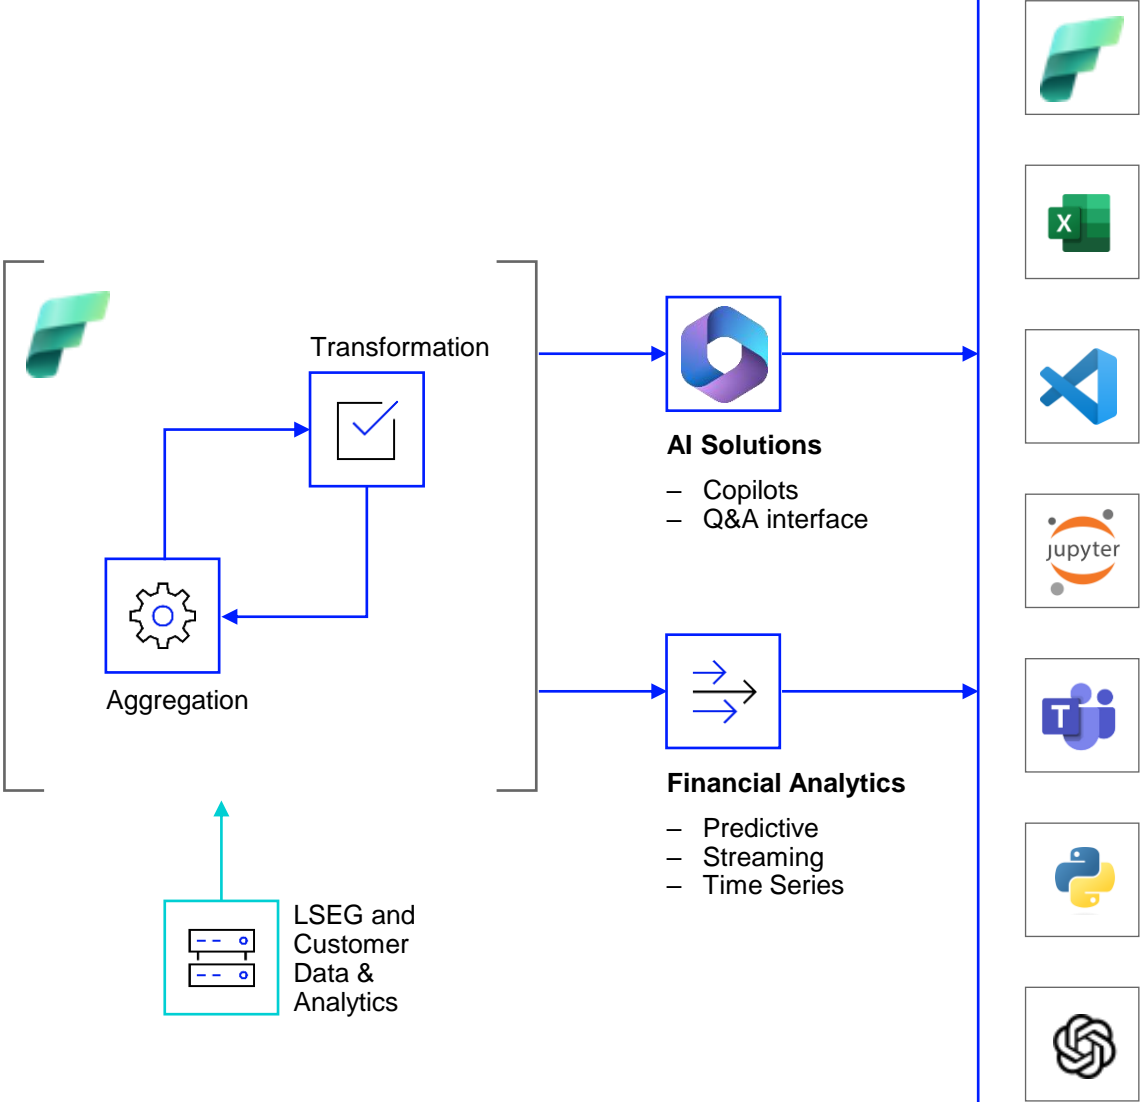 Transformation
Aggregation
LSEG and
Customer
Data &
Analytics
AI Solutions
– Copilots
– Q&A interface
Financial Analytics
– Predictive
– Streaming
– Time Series
X
jupyter
T